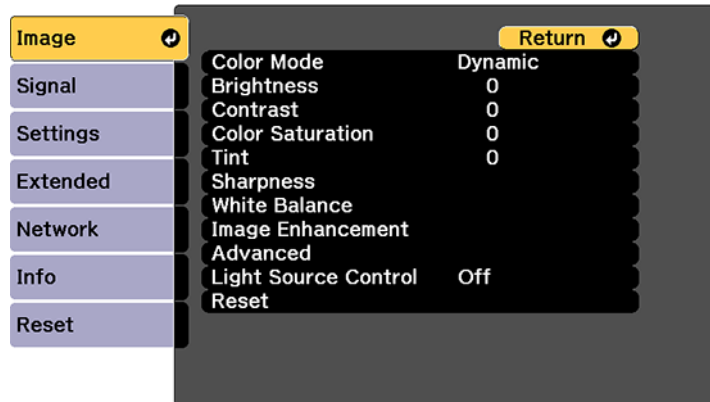 Image
Signal
Settings
Extended
Network
Info
Reset
Return
Color Mode Dynamic
Brightness 0
Contrast 0
Color Saturation 0
Tint 0
Sharpness
White Balance
Image Enhancement
Advanced
Light Source Control Off
Reset